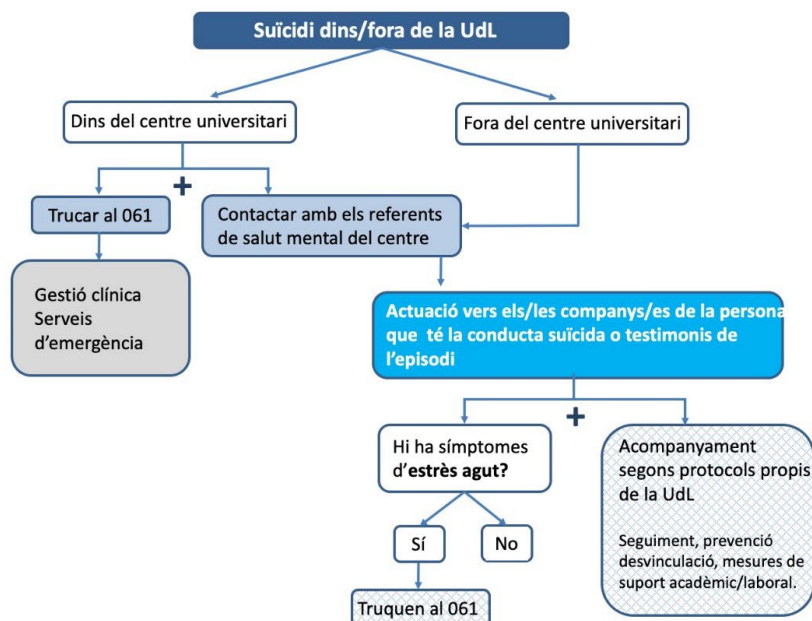 Suïcidi dins/fora de la UdL
Dins del centre universitari
Fora del centre universitari
+
Trucar al 061
Contactar amb els referents
de salut mental del centre
Gestió clínica
Serveis
d’emergència
Actuació vers els/les companys/es de la persona
que té la conducta suïcida o testimonis de
l’episodi
+
Hi ha símptomes
d’estrès agut?
Acompanyament
segons protocols propis
de la UdL
Seguiment, prevenció
desvinculació, mesures de
suport acadèmic/laboral.
Sí
No
Truquen al 061